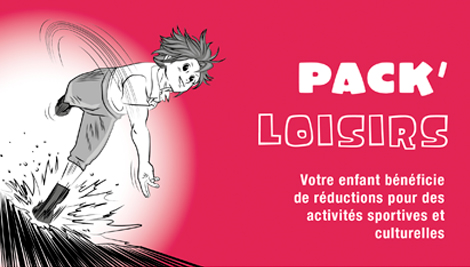 PACK'
LOISIRS
Votre enfant bénéficie
de réductions pour des
activités sportives et
culturelles